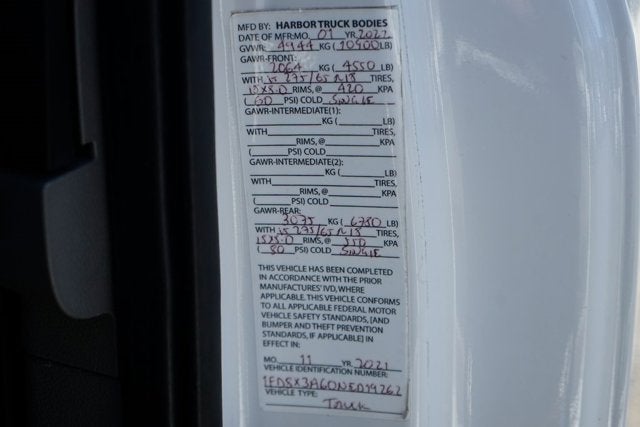 MFD BY: HARBOR TRUCK BODIES
DATE OF MFR: MO. 01 YR. 2022
GVWR: 4944 KG (10900 LB)
GAWR-FRONT:
2064 KG (4550 LB)
WITH LT 275/65 R18 TIRES,
18X8.0 RIMS, @ 420 KPA
(60 PSI) COLD SINGLE
GAWR-INTERMEDIATE(1):
KG ( LB)
WITH TIRES,
RIMS, @ KPA
( PSI) COLD
GAWR-INTERMEDIATE(2):
KG ( LB)
WITH TIRES,
RIMS, @ KPA
( PSI) COLD
GAWR-REAR:
3075 KG (6780 LB)
WITH LT 275/65 R18 TIRES,
RIMS, @ 550 KPA
(80 PSI) COLD SINGLE
THIS VEHICLE HAS BEEN COMPLETED
IN ACCORDANCE WITH THE PRIOR
MANUFACTURES' IVD, WHERE
APPLICABLE. THIS VEHICLE CONFORMS
TO ALL APPLICABLE FEDERAL MOTOR
VEHICLE SAFETY STANDARDS, [AND
BUMPER AND THEFT PREVENTION
STANDARDS, IF APPLICABLE] IN
EFFECT IN:
MO. 11 YR. 2021
VEHICLE IDENTIFICATION NUMBER:
VEHICLE TYPE:
TRUCK